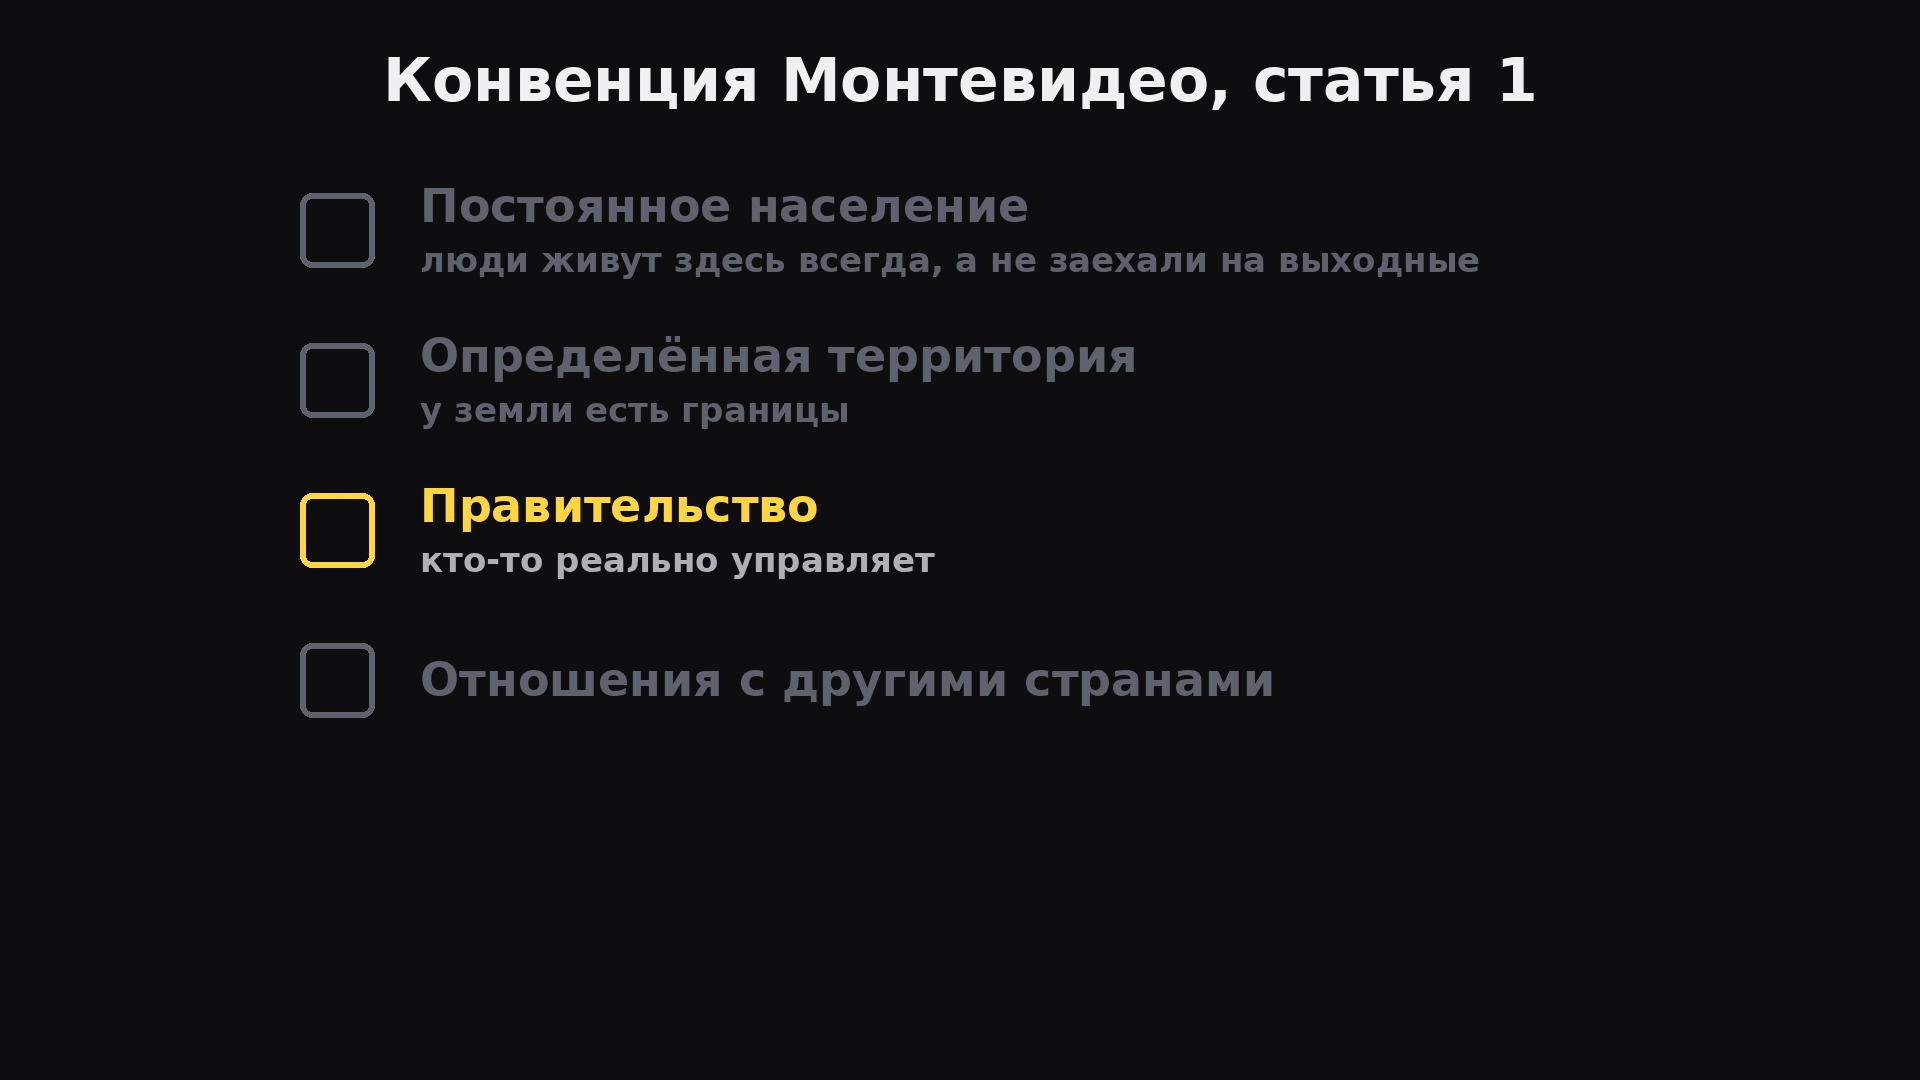 Конвенция Монтевидео, статья 1
Постоянное население
люди живут здесь всегда, а не заехали на выходные
Определённая территория
у земли есть границы
Правительство
кто-то реально управляет
Отношения с другими странами